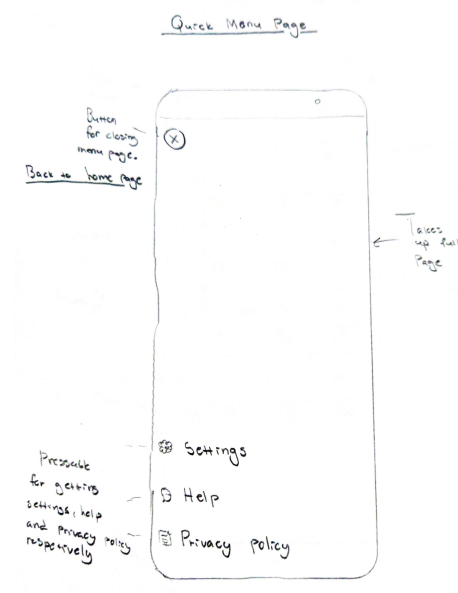 Quick Menu Page
Button
for closing
menu page.
Back to home page
X
Takes
up full
Page
Settings
Help
Privacy policy
Pressable
for getting
settings, help
and privacy policy
respetively